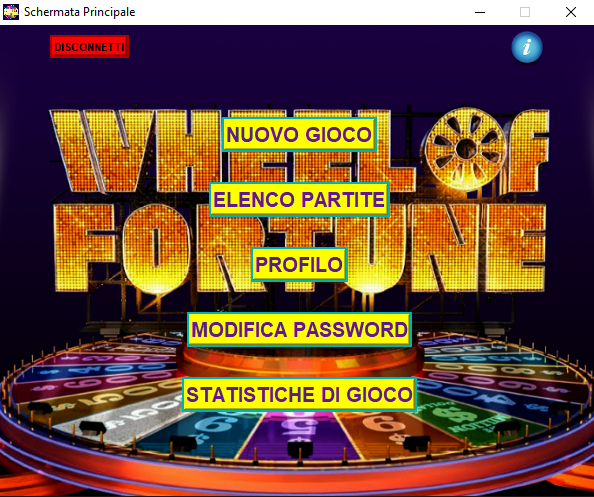 Schermata Principale
DISCONNETTI
i
WHEEL OF
NUOVO GIOCO
ELENCO PARTITE
FORTUNE
PROFILO
MODIFICA PASSWORD
STATISTICHE DI GIOCO